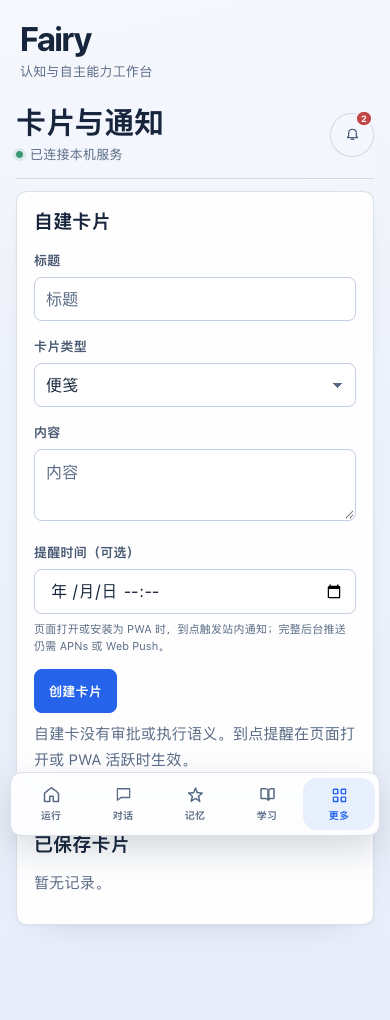 Fairy
认知与自主能力工作台
卡片与通知
2
已连接本机服务
自建卡片
标题
标题
卡片类型
便笺
内容
内容
提醒时间（可选）
年 /月/日 --:--
页面打开或安装为 PWA 时，到点触发站内通知；完整后台推送
仍需 APNs 或 Web Push。
创建卡片
自建卡没有审批或执行语义。到点提醒在页面打
开或 PWA 活跃时生效。
运行
对话
记忆
学习
更多
已保存卡片
暂无记录。